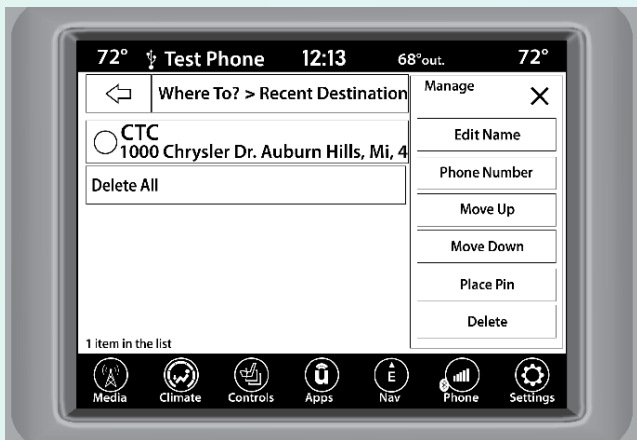 72° Test Phone 12:13 68°out. 72°
Where To? > Recent Destination
Manage
X
CTC
1000 Chrysler Dr. Auburn Hills, Mi, 4
Delete All
Edit Name
Phone Number
Move Up
Move Down
Place Pin
Delete
1 item in the list
Media
Climate
Controls
ū
Apps
E
Nav
Phone
Settings